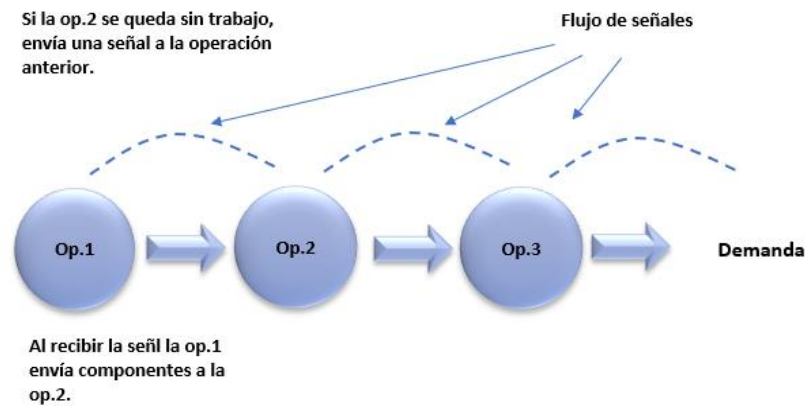 Si la op.2 se queda sin trabajo,
envía una señal a la operación
anterior.
Flujo de señales
Op.1
Op.2
Op.3
Demanda
Al recibir la señl la op.1
envía componentes a la
op.2.